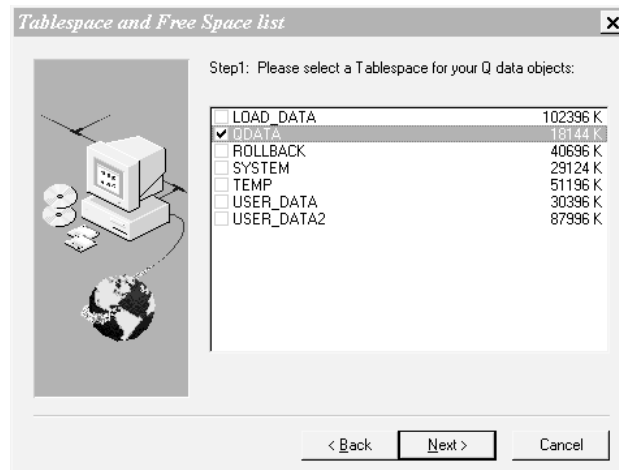 Tablespace and Free Space list
Step1: Please select a Tablespace for your Q data objects:
LOAD_DATA 102396 K
QDATA 18144 K
ROLLBACK 40696 K
SYSTEM 29124 K
TEMP 51196 K
USER_DATA 30396 K
USER_DATA2 87996 K
< Back Next > Cancel